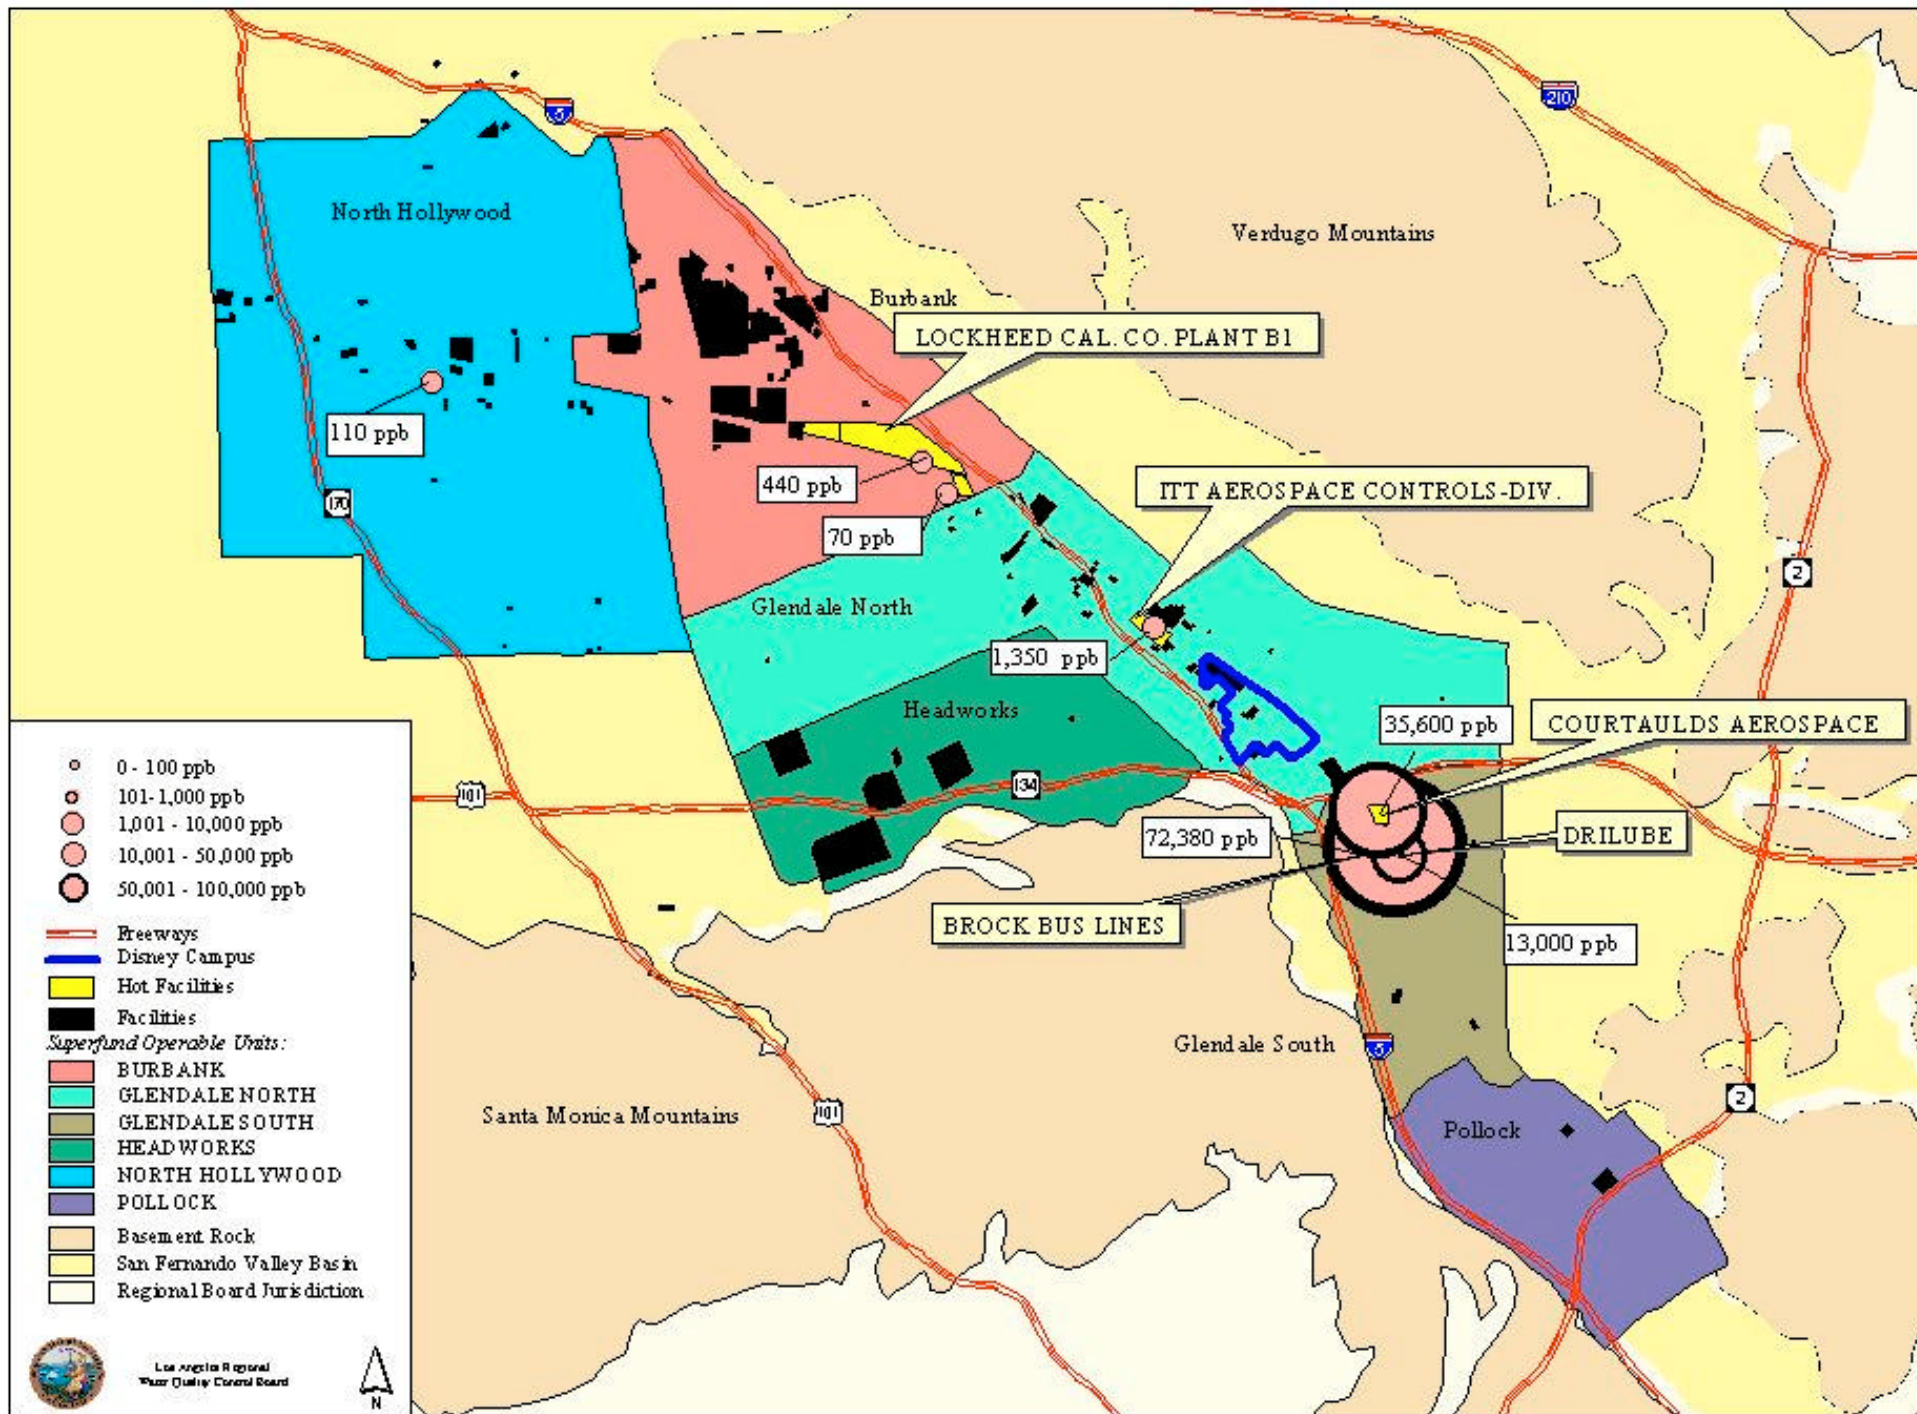 5
210
North Hollywood
Verdugo Mountains
Burbank
LOCKHEED CAL. CO. PLANT B1
110 ppb
440 ppb
ITT AEROSPACE CONTROLS-DIV.
170
70 ppb
2
Glendale North
1,350 ppb
Headworks
35,600 ppb
COURTAULDS AEROSPACE
101
134
72,380 ppb
DRILUBE
BROCK BUS LINES
13,000 ppb
Glendale South
5
2
101
Santa Monica Mountains
Pollock
0 - 100 ppb
101- 1,000 ppb
1,001 - 10,000 ppb
10,001 - 50,000 ppb
50,001 - 100,000 ppb
Freeways
Disney Campus
Hot Facilities
Facilities
Superfund Operable Units:
BURBANK
GLENDALE NORTH
GLENDALE SOUTH
HEADWORKS
NORTH HOLLYWOOD
POLLOCK
Basement Rock
San Fernando Valley Basin
Regional Board Jurisdiction
Los Angeles Regional
Water Quality Control Board
N